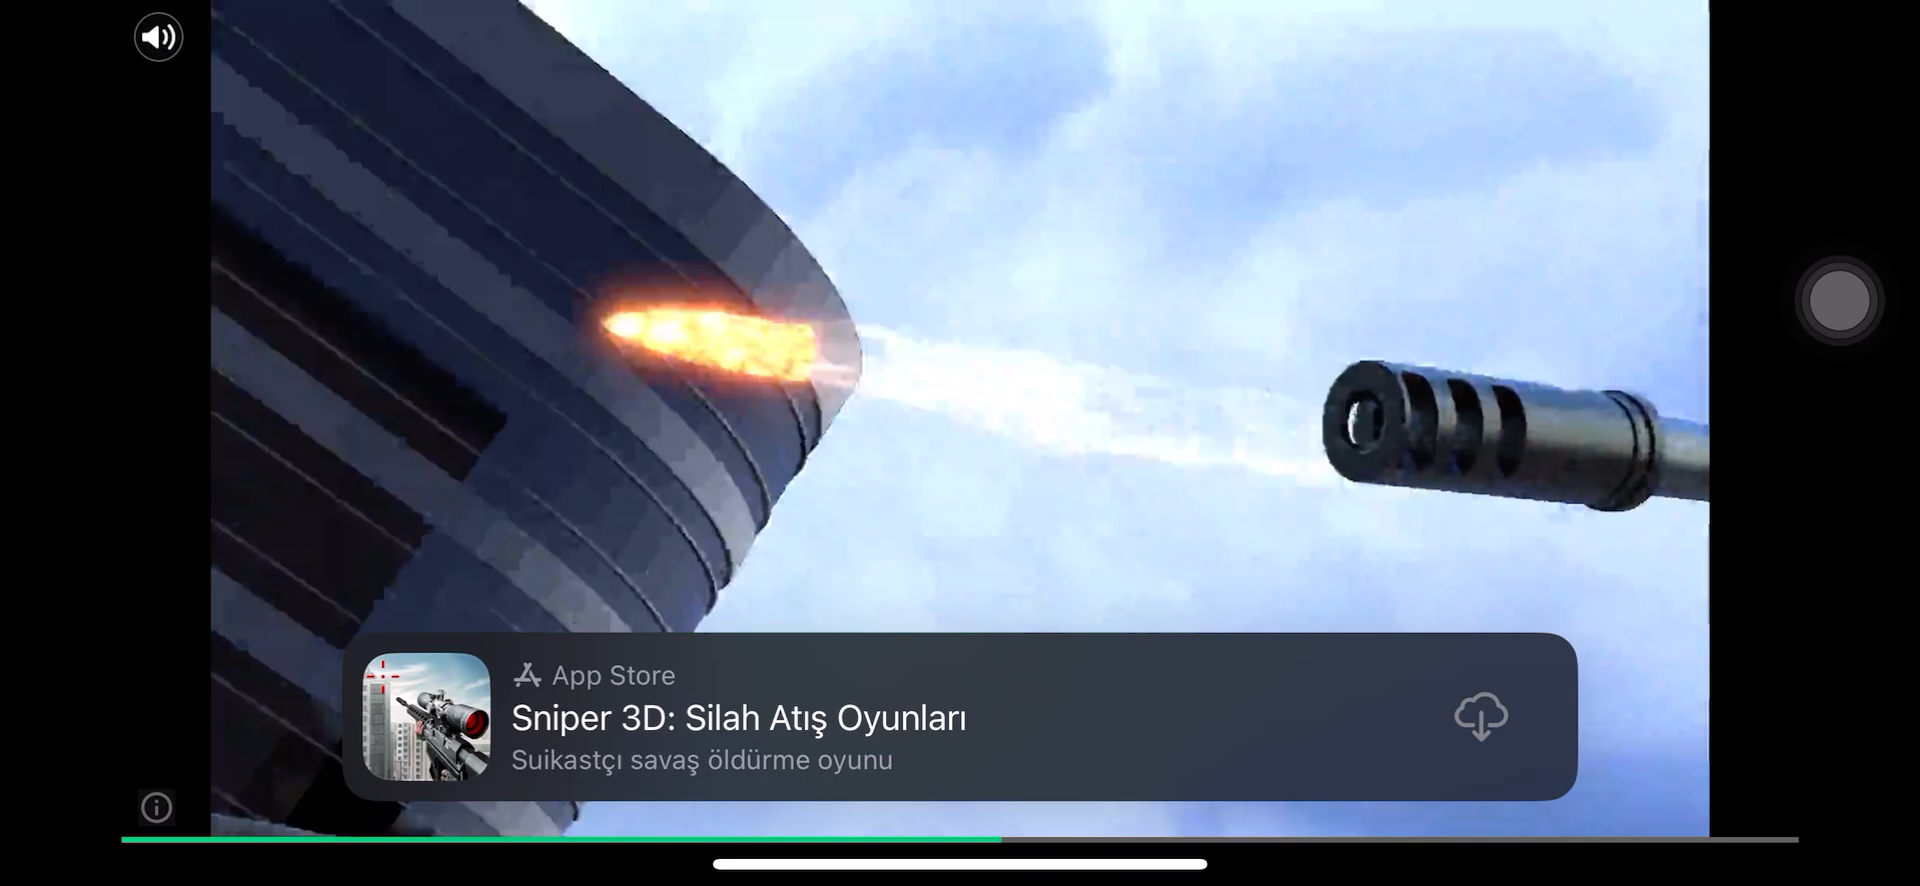 App Store
Sniper 3D: Silah Atış Oyunları
Suikastçı savaş öldürme oyunu